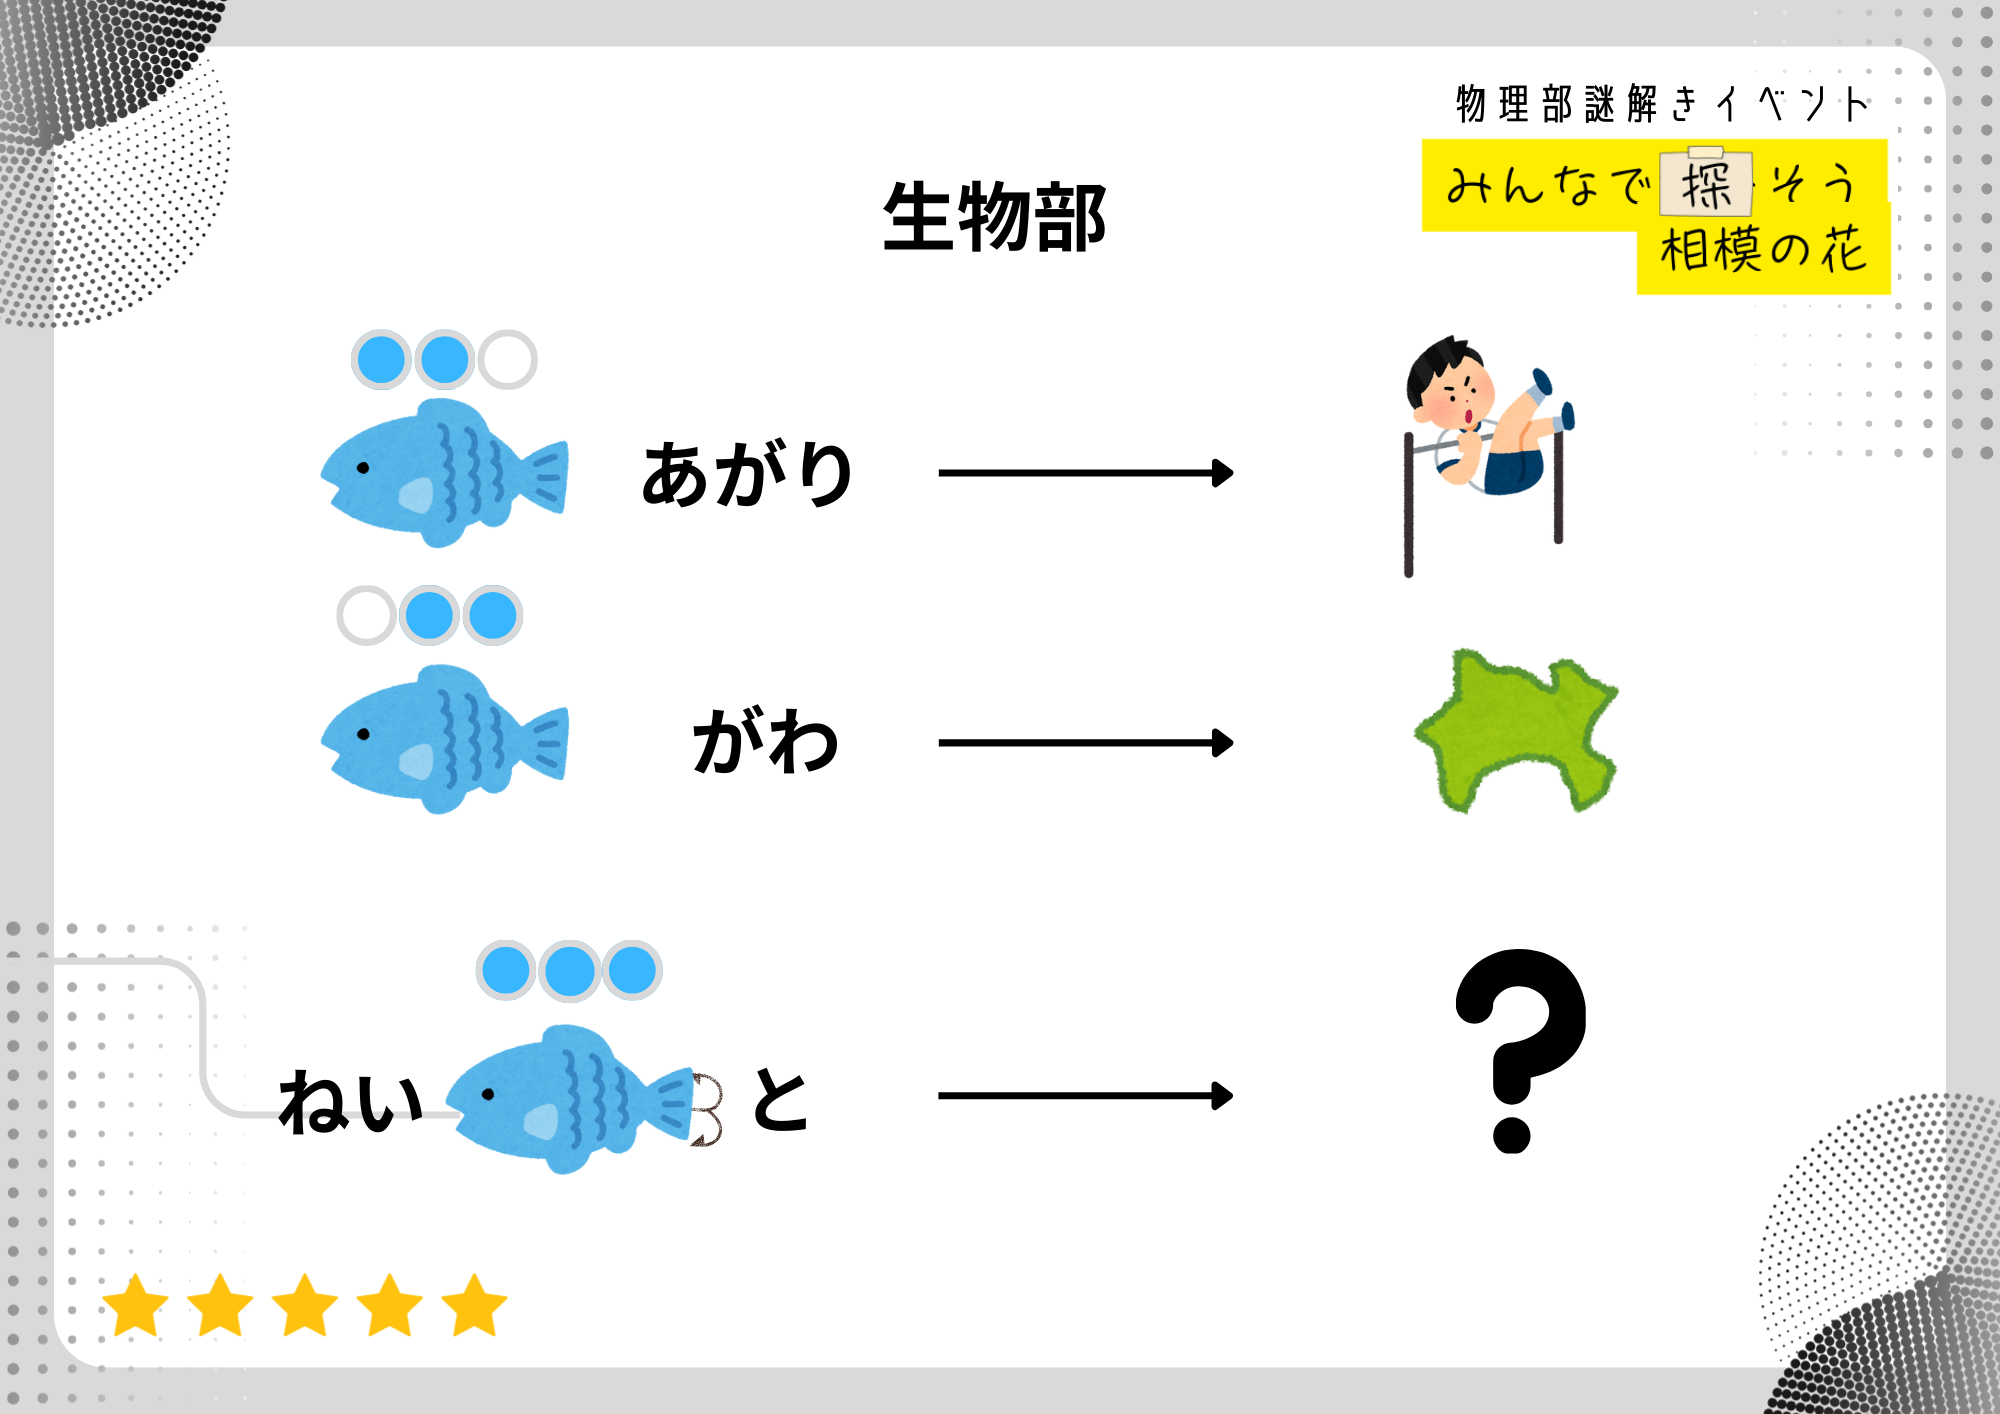 物理部謎解きイベント
みんなで探そう
相模の花
生物部
あがり
がわ
ねい と
?